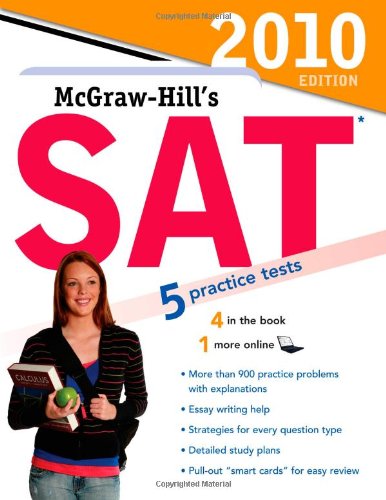 Copyrighted Material
2010
EDITION
McGraw-Hill's
SAT*
5 practice tests
4 in the book
1 more online
• More than 900 practice problems
with explanations
• Essay writing help
• Strategies for every question type
• Detailed study plans
• Pull-out "smart cards" for easy review
CALCULUS
Copyrighted Material